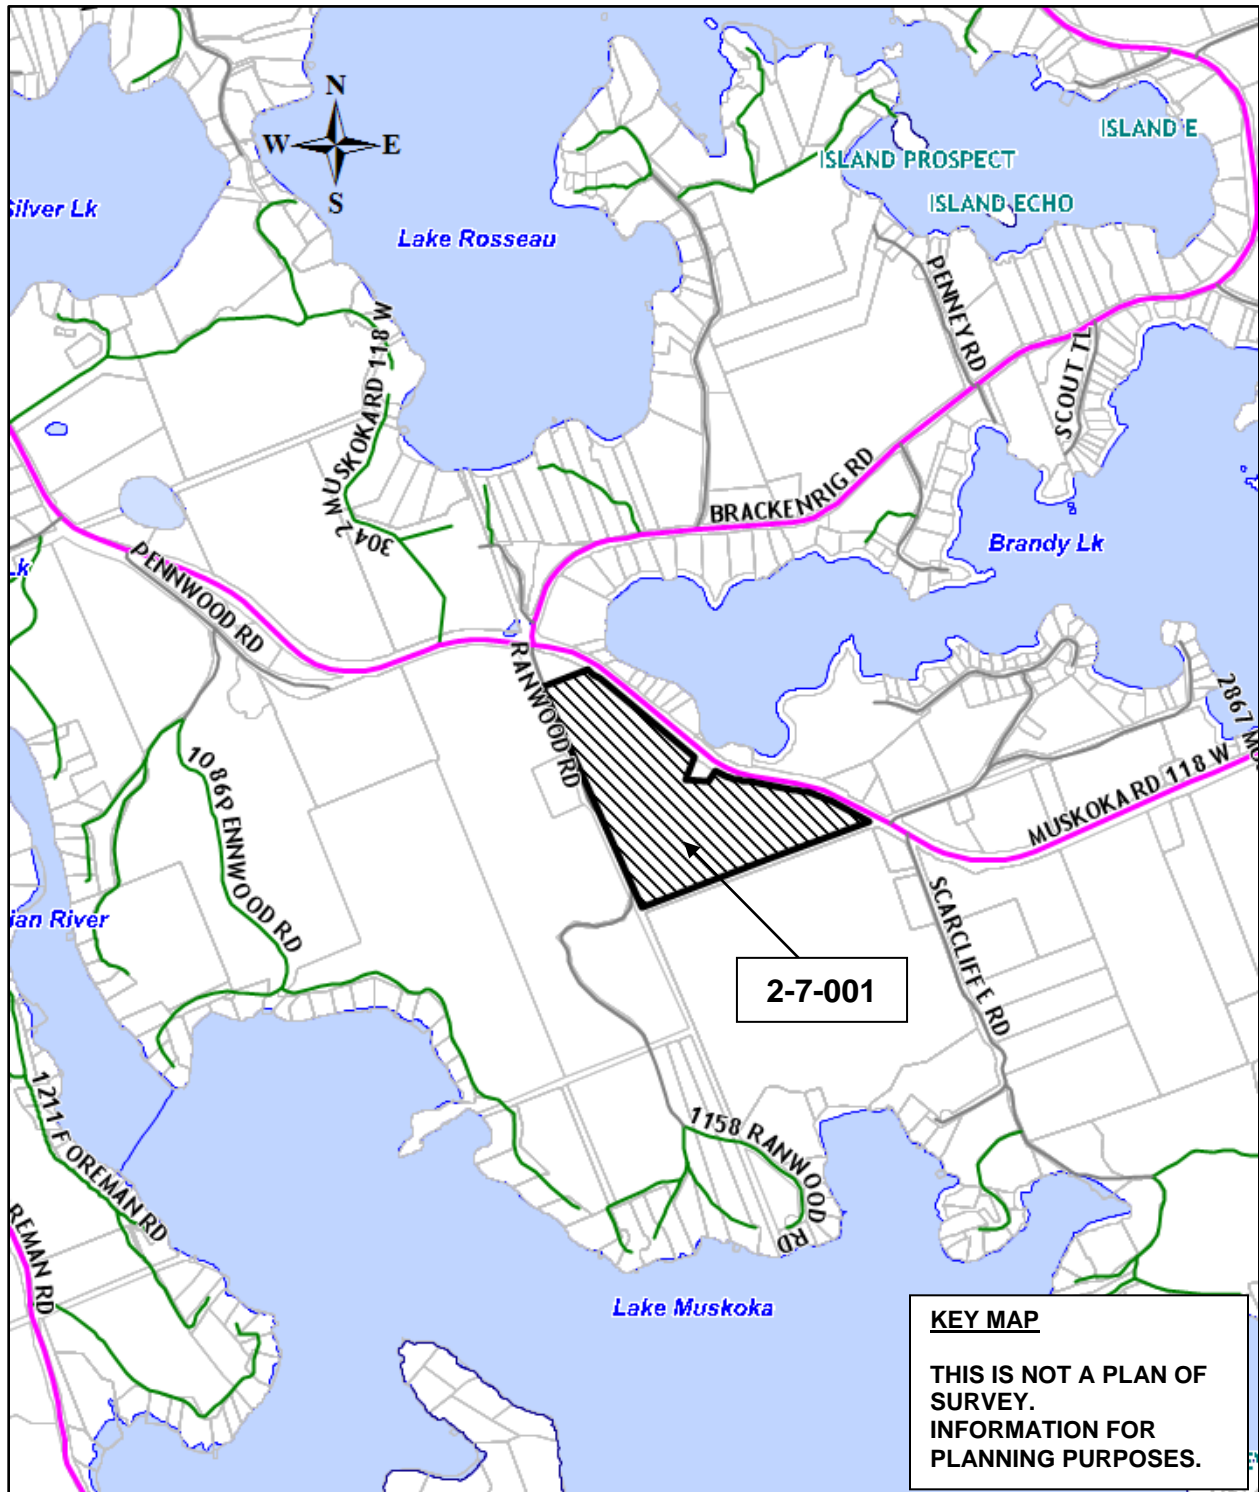 N
W E
S
ISLAND E
ISLAND PROSPECT
ISLAND ECHO
Silver Lk
Lake Rosseau
PENNEY RD
SCOUT TL
3042 MUSKOKA RD 118 W
BRACKENRIG RD
Brandy Lk
Lk
PENNWOOD RD
RANWOOD RD
2867 MUS
MUSKOKA RD 118 W
1086 PENNWOOD RD
SCARCLIFFE RD
ian River
2-7-001
1211 FOREMAN RD
1158 RANWOOD RD
REMAN RD
Lake Muskoka
KEY MAP
THIS IS NOT A PLAN OF
SURVEY.
INFORMATION FOR
PLANNING PURPOSES.